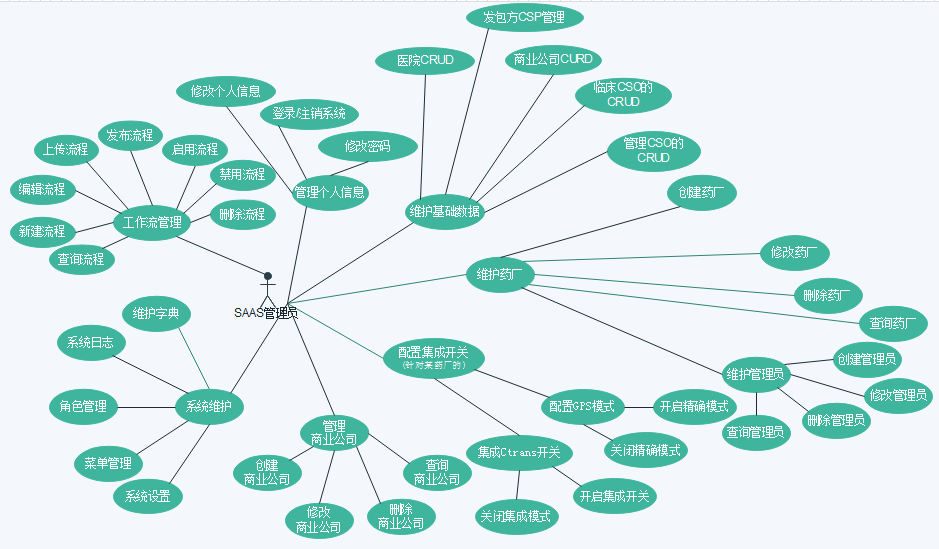 发包方CSP管理
医院CRUD
商业公司CURD
修改个人信息
临床CSO的
CRUD
登录/注销系统
发布流程
上传流程
启用流程
修改密码
管理CSO的
CRUD
禁用流程
编辑流程
管理个人信息
创建药厂
工作流管理
删除流程
维护基础数据
新建流程
查询流程
修改药厂
维护药厂
删除药厂
SAAS管理员
维护字典
查询药厂
系统日志
配置集成开关
(针对某药厂的)
创建管理员
维护管理员
修改管理员
角色管理
系统维护
配置GPS模式
开启精确模式
删除管理员
管理
商业公司
查询管理员
关闭精确模式
集成Ctrans开关
菜单管理
创建
商业公司
查询
商业公司
系统设置
开启集成开关
修改
商业公司
删除
商业公司
关闭集成模式